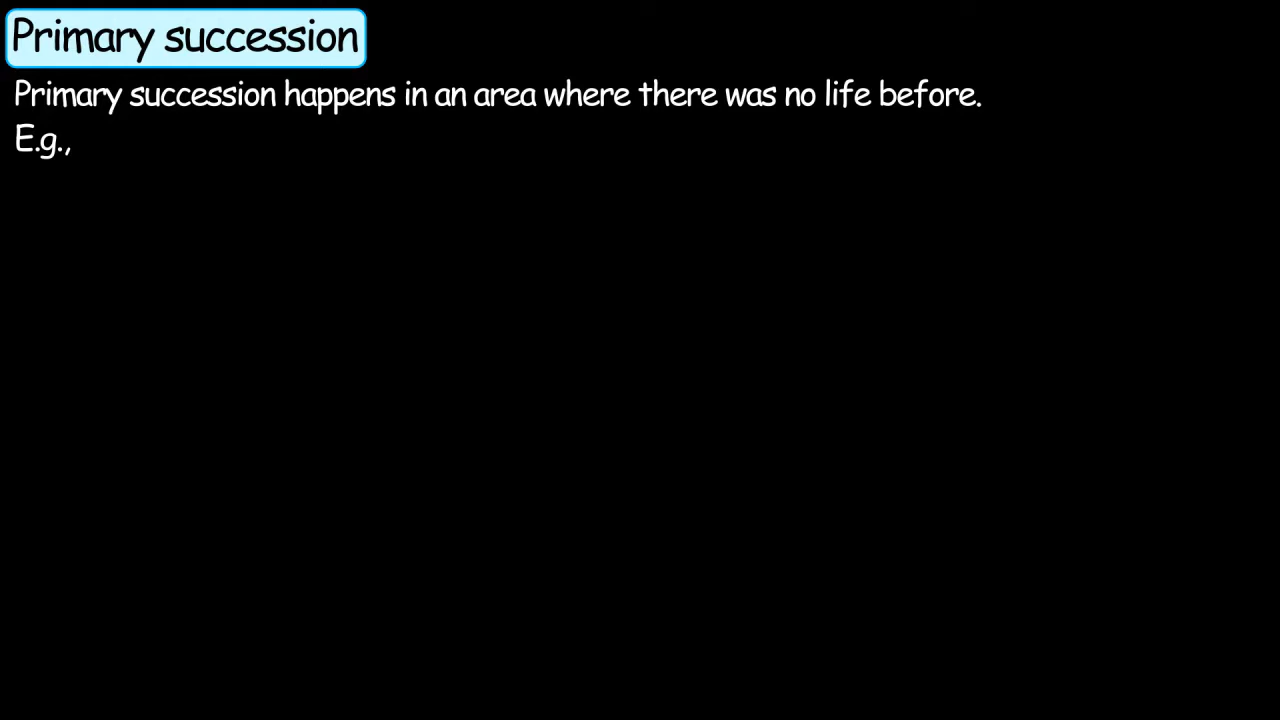 Primary succession
Primary succession happens in an area where there was no life before.
E.g.,